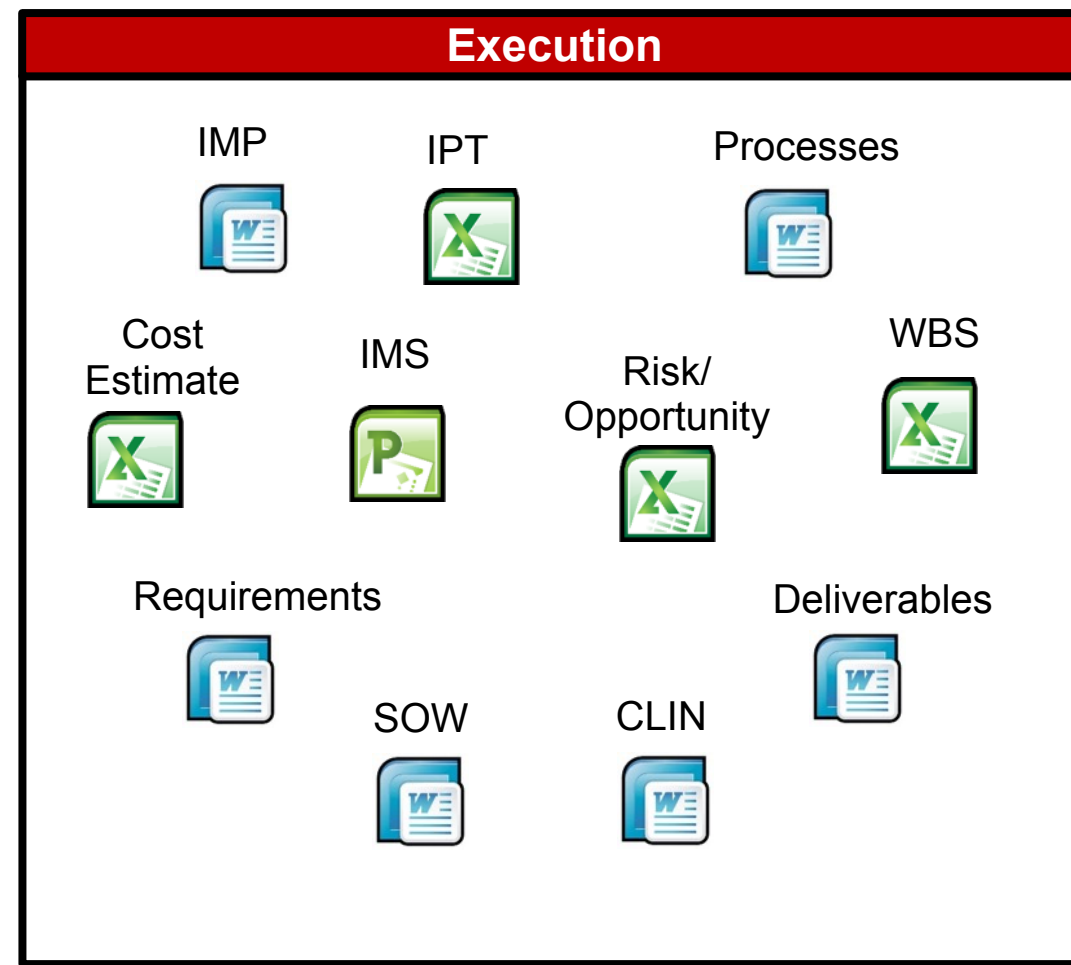 Execution
IMP
IPT
Processes
W
X
W
Cost
Estimate
IMS
Risk/
Opportunity
WBS
X
P
X
X
Requirements
Deliverables
W
W
SOW
CLIN
W
W